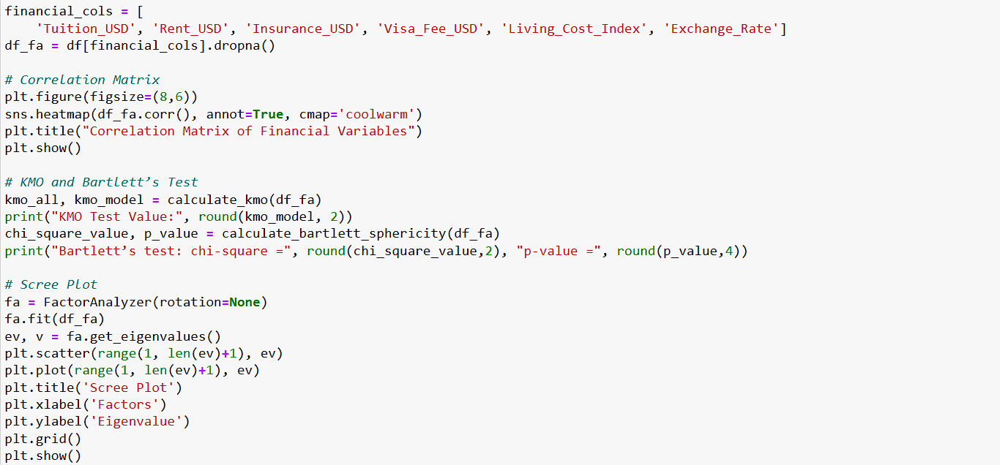 financial_cols = [
    'Tuition_USD', 'Rent_USD', 'Insurance_USD', 'Visa_Fee_USD', 'Living_Cost_Index', 'Exchange_Rate']
df_fa = df[financial_cols].dropna()

# Correlation Matrix
plt.figure(figsize=(8,6))
sns.heatmap(df_fa.corr(), annot=True, cmap='coolwarm')
plt.title("Correlation Matrix of Financial Variables")
plt.show()

# KMO and Bartlett’s Test
kmo_all, kmo_model = calculate_kmo(df_fa)
print("KMO Test Value:", round(kmo_model, 2))
chi_square_value, p_value = calculate_bartlett_sphericity(df_fa)
print("Bartlett’s test: chi-square =", round(chi_square_value,2), "p-value =", round(p_value,4))

# Scree Plot
fa = FactorAnalyzer(rotation=None)
fa.fit(df_fa)
ev, v = fa.get_eigenvalues()
plt.scatter(range(1, len(ev)+1), ev)
plt.plot(range(1, len(ev)+1), ev)
plt.title('Scree Plot')
plt.xlabel('Factors')
plt.ylabel('Eigenvalue')
plt.grid()
plt.show()